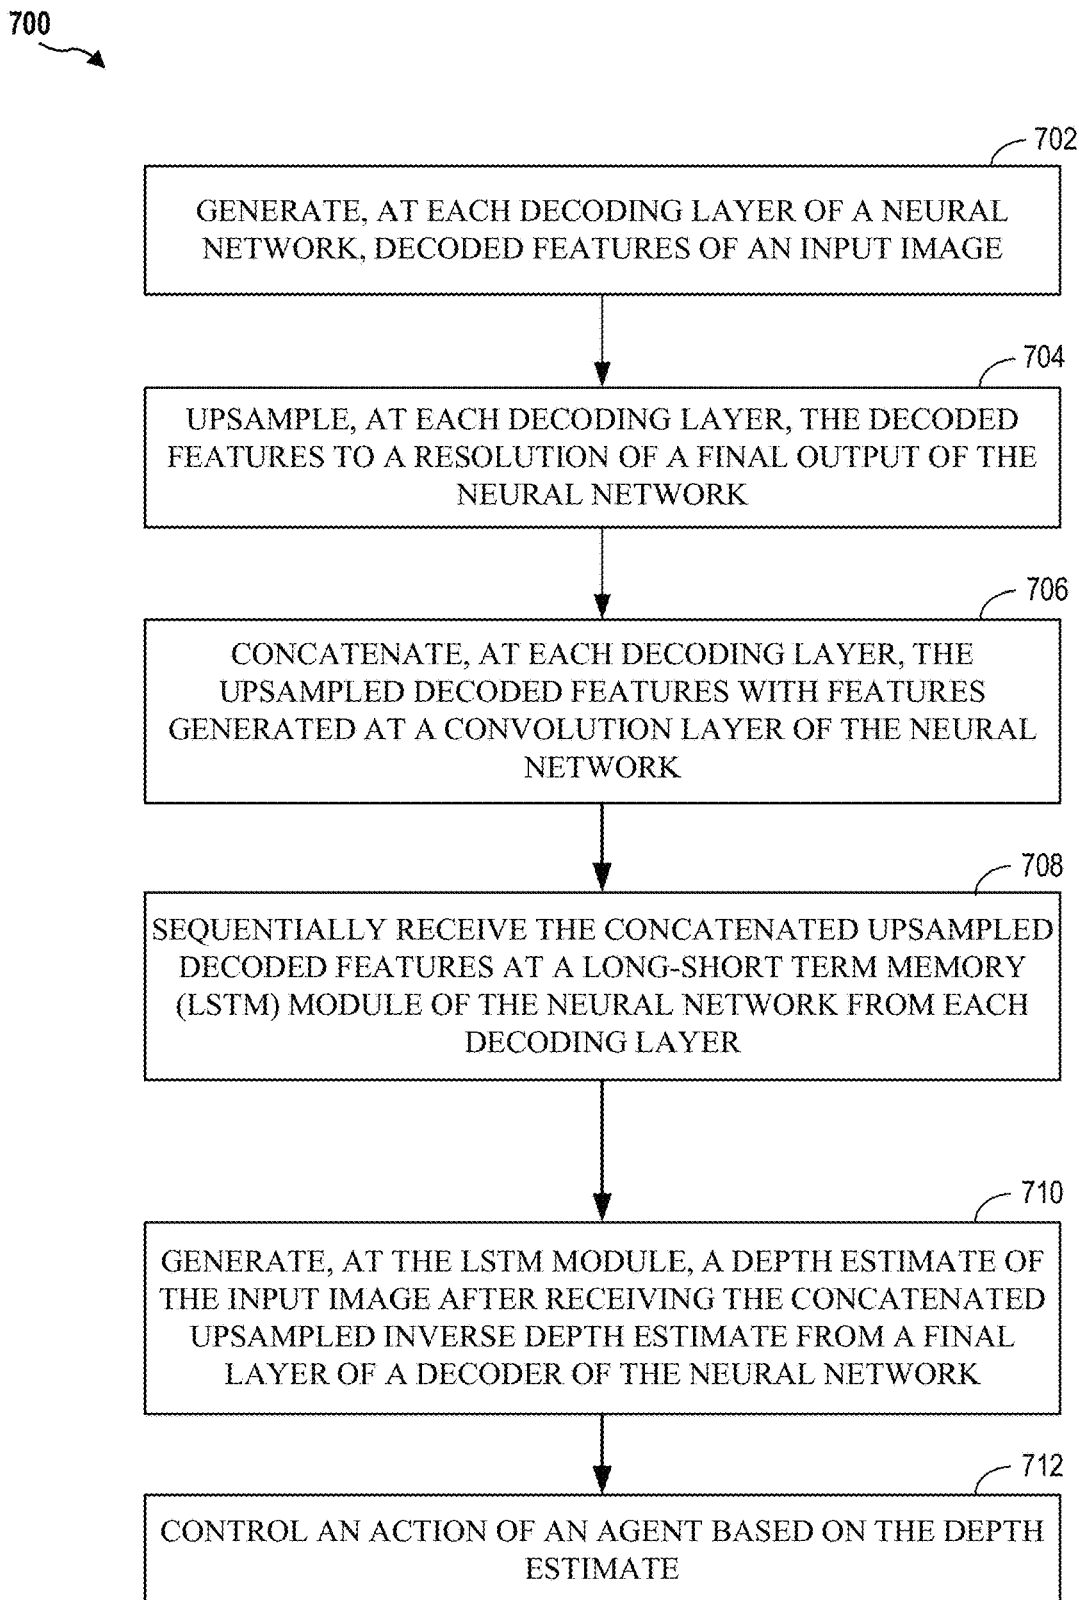 700
702
GENERATE, AT EACH DECODING LAYER OF A NEURAL
NETWORK, DECODED FEATURES OF AN INPUT IMAGE
704
UPSAMPLE, AT EACH DECODING LAYER, THE DECODED
FEATURES TO A RESOLUTION OF A FINAL OUTPUT OF THE
NEURAL NETWORK
706
CONCATENATE, AT EACH DECODING LAYER, THE
UPSAMPLED DECODED FEATURES WITH FEATURES
GENERATED AT A CONVOLUTION LAYER OF THE NEURAL
NETWORK
708
SEQUENTIALLY RECEIVE THE CONCATENATED UPSAMPLED
DECODED FEATURES AT A LONG-SHORT TERM MEMORY
(LSTM) MODULE OF THE NEURAL NETWORK FROM EACH
DECODING LAYER
710
GENERATE, AT THE LSTM MODULE, A DEPTH ESTIMATE OF
THE INPUT IMAGE AFTER RECEIVING THE CONCATENATED
UPSAMPLED INVERSE DEPTH ESTIMATE FROM A FINAL
LAYER OF A DECODER OF THE NEURAL NETWORK
712
CONTROL AN ACTION OF AN AGENT BASED ON THE DEPTH
ESTIMATE